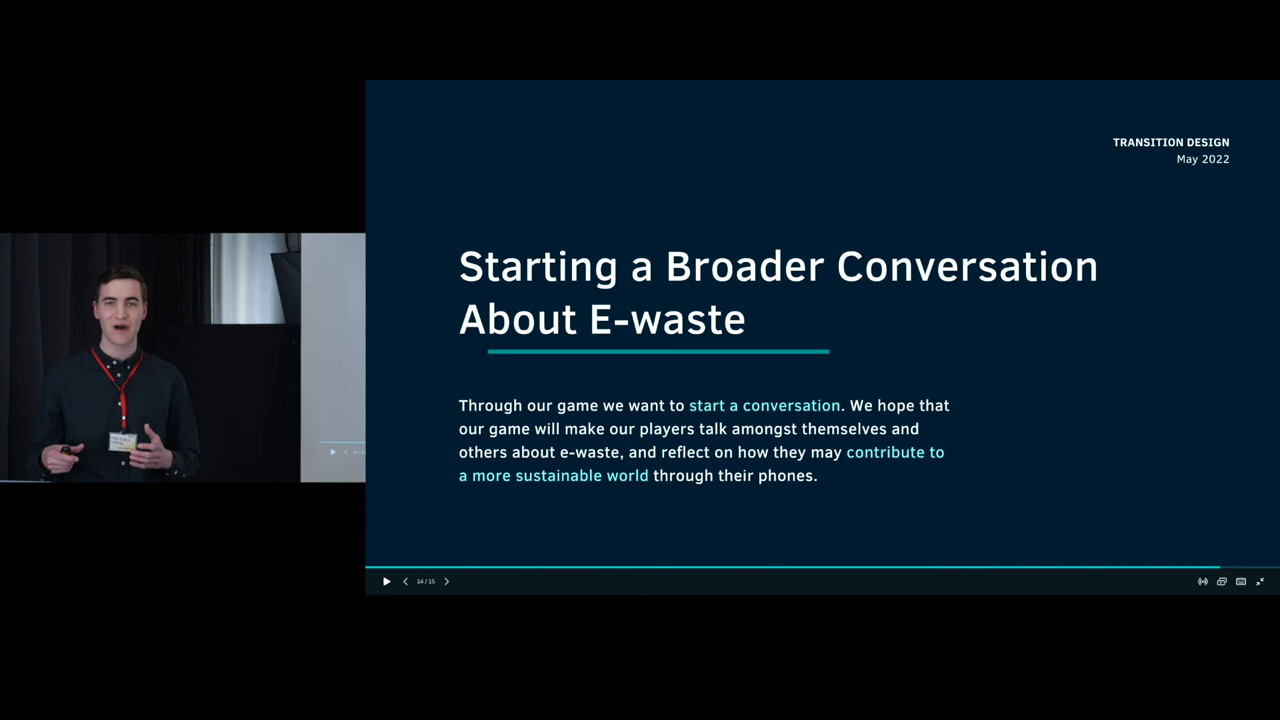 TRANSITION DESIGN
May 2022
Starting a Broader Conversation
About E-waste
Through our game we want to start a conversation. We hope that
our game will make our players talk amongst themselves and
others about e-waste, and reflect on how they may contribute to
a more sustainable world through their phones.
14 / 15